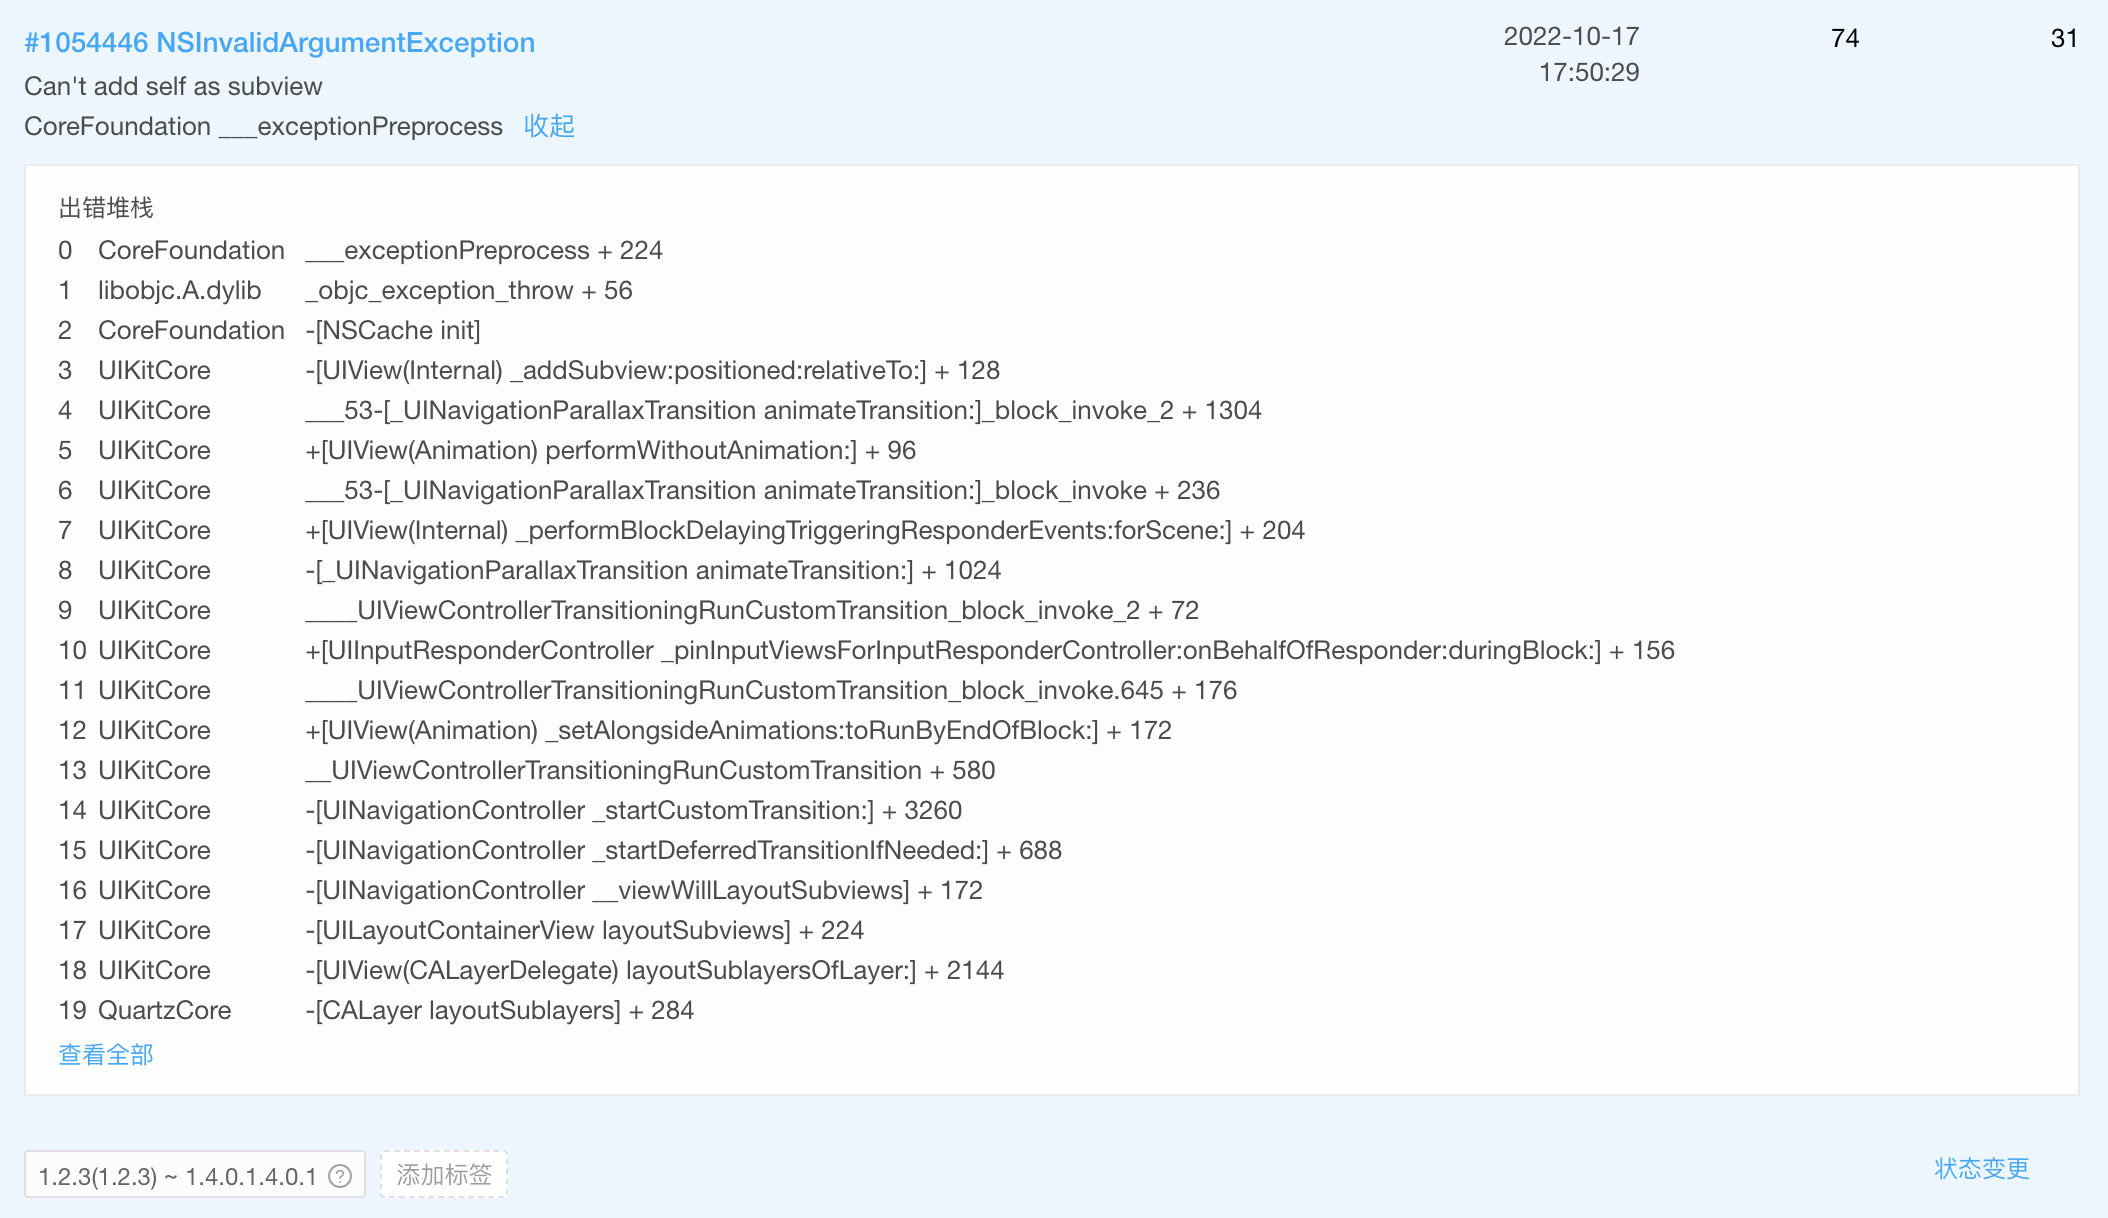 #1054446 NSInvalidArgumentException
2022-10-17
17:50:29
74
31
Can't add self as subview
CoreFoundation ___exceptionPreprocess 收起
出错堆栈
0 CoreFoundation ___exceptionPreprocess + 224
1 libobjc.A.dylib _objc_exception_throw + 56
2 CoreFoundation -[NSCache init]
3 UIKitCore -[UIView(Internal) _addSubview:positioned:relativeTo:] + 128
4 UIKitCore ___53-[_UINavigationParallaxTransition animateTransition:]_block_invoke_2 + 1304
5 UIKitCore +[UIView(Animation) performWithoutAnimation:] + 96
6 UIKitCore ___53-[_UINavigationParallaxTransition animateTransition:]_block_invoke + 236
7 UIKitCore +[UIView(Internal) _performBlockDelayingTriggeringResponderEvents:forScene:] + 204
8 UIKitCore -[_UINavigationParallaxTransition animateTransition:] + 1024
9 UIKitCore ____UIViewControllerTransitioningRunCustomTransition_block_invoke_2 + 72
10 UIKitCore +[UIInputResponderController _pinInputViewsForInputResponderController:onBehalfOfResponder:duringBlock:] + 156
11 UIKitCore ____UIViewControllerTransitioningRunCustomTransition_block_invoke.645 + 176
12 UIKitCore +[UIView(Animation) _setAlongsideAnimations:toRunByEndOfBlock:] + 172
13 UIKitCore __UIViewControllerTransitioningRunCustomTransition + 580
14 UIKitCore -[UINavigationController _startCustomTransition:] + 3260
15 UIKitCore -[UINavigationController _startDeferredTransitionIfNeeded:] + 688
16 UIKitCore -[UINavigationController __viewWillLayoutSubviews] + 172
17 UIKitCore -[UILayoutContainerView layoutSubviews] + 224
18 UIKitCore -[UIView(CALayerDelegate) layoutSublayersOfLayer:] + 2144
19 QuartzCore -[CALayer layoutSublayers] + 284
查看全部
1.2.3(1.2.3) ~ 1.4.0.1.4.0.1 ?
添加标签
状态变更